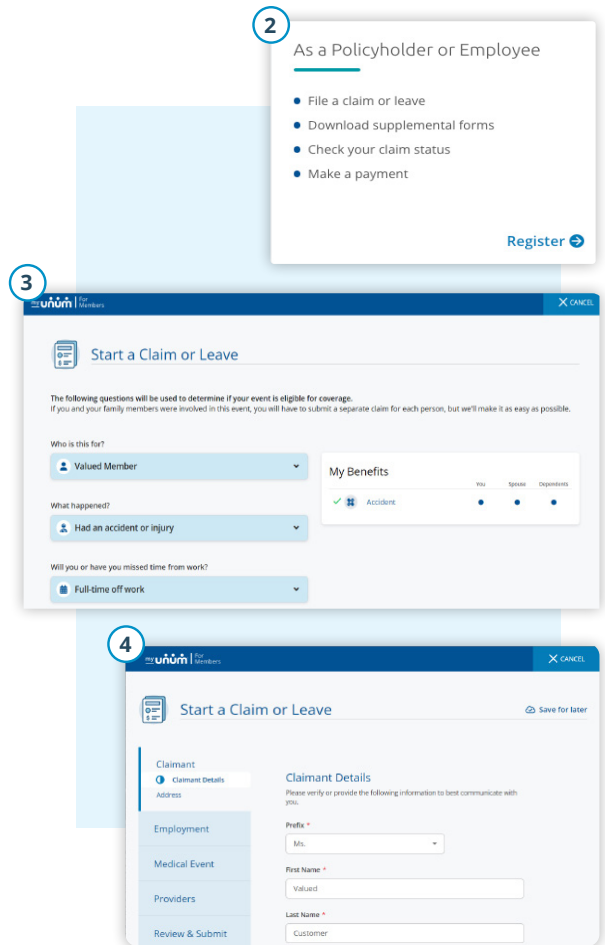 2
As a Policyholder or Employee
File a claim or leave
Download supplemental forms
Check your claim status
Make a payment
Register
3
my unum | For Members
CANCEL
Start a Claim or Leave
The following questions will be used to determine if your event is eligible for coverage.
If you and your family members were involved in this event, you will have to submit a separate claim for each person, but we'll make it as easy as possible.
Who is this for?
Valued Member
My Benefits
You Spouse Dependents
Accident
What happened?
Had an accident or injury
Will you or have you missed time from work?
Full-time off work
4
my unum | For Members
CANCEL
Start a Claim or Leave
Save for later
Claimant
Claimant Details
Address
Employment
Medical Event
Providers
Review & Submit
Claimant Details
Please verify or provide the following information to best communicate with
you.
Prefix *
Ms.
First Name *
Valued
Last Name *
Customer